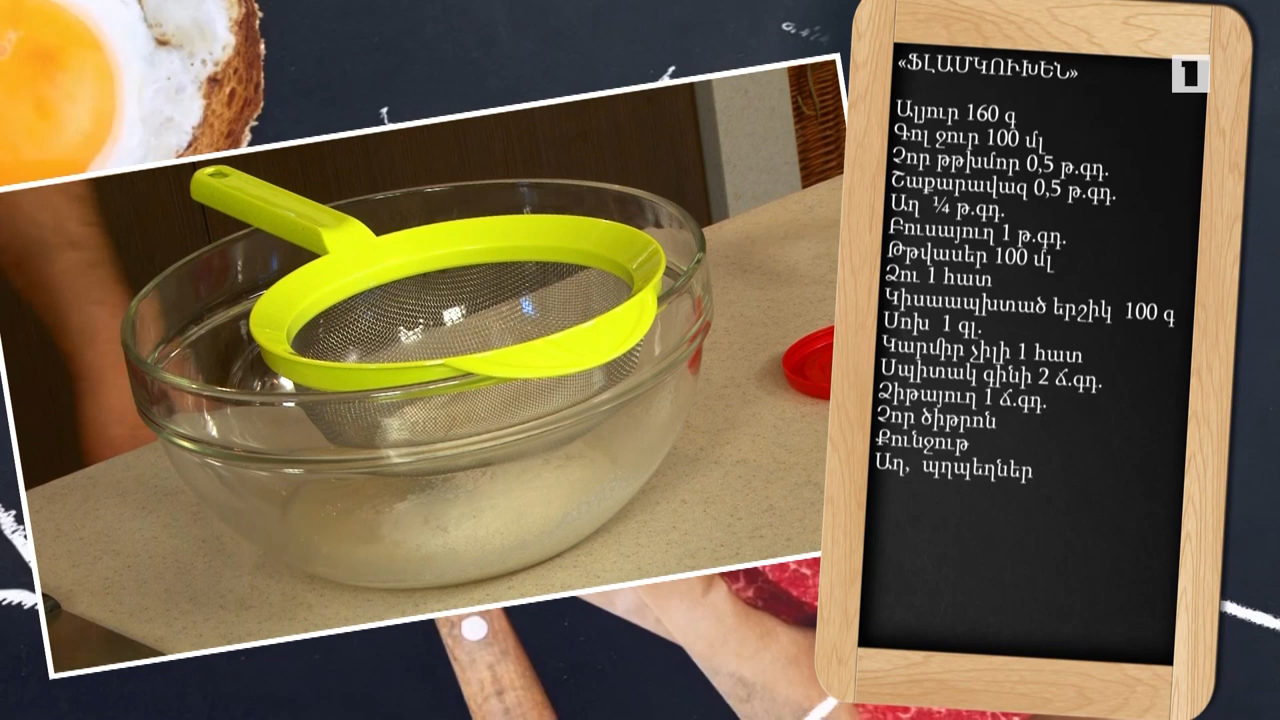 «ՖԼԱՄԿՈՒԽԵՆ»
1
Ալյուր 160 գ
Գոլ ջուր 100 մլ
Չոր թթխմոր 0,5 թ.գդ.
Շաքարավազ 0,5 թ.գդ.
Աղ ¼ թ.գդ.
Բուսայուղ 1 թ.գդ.
Թթվասեր 100 մլ
Ձու 1 հատ
Կիսաապխտած երշիկ 100 գ
Սոխ 1 գլ.
Կարմիր չիլի 1 հատ
Սպիտակ գինի 2 ճ.գդ.
Ձիթայուղ 1 ճ.գդ.
Չոր ծիթրոն
Քունջութ
Աղ, պղպեղներ